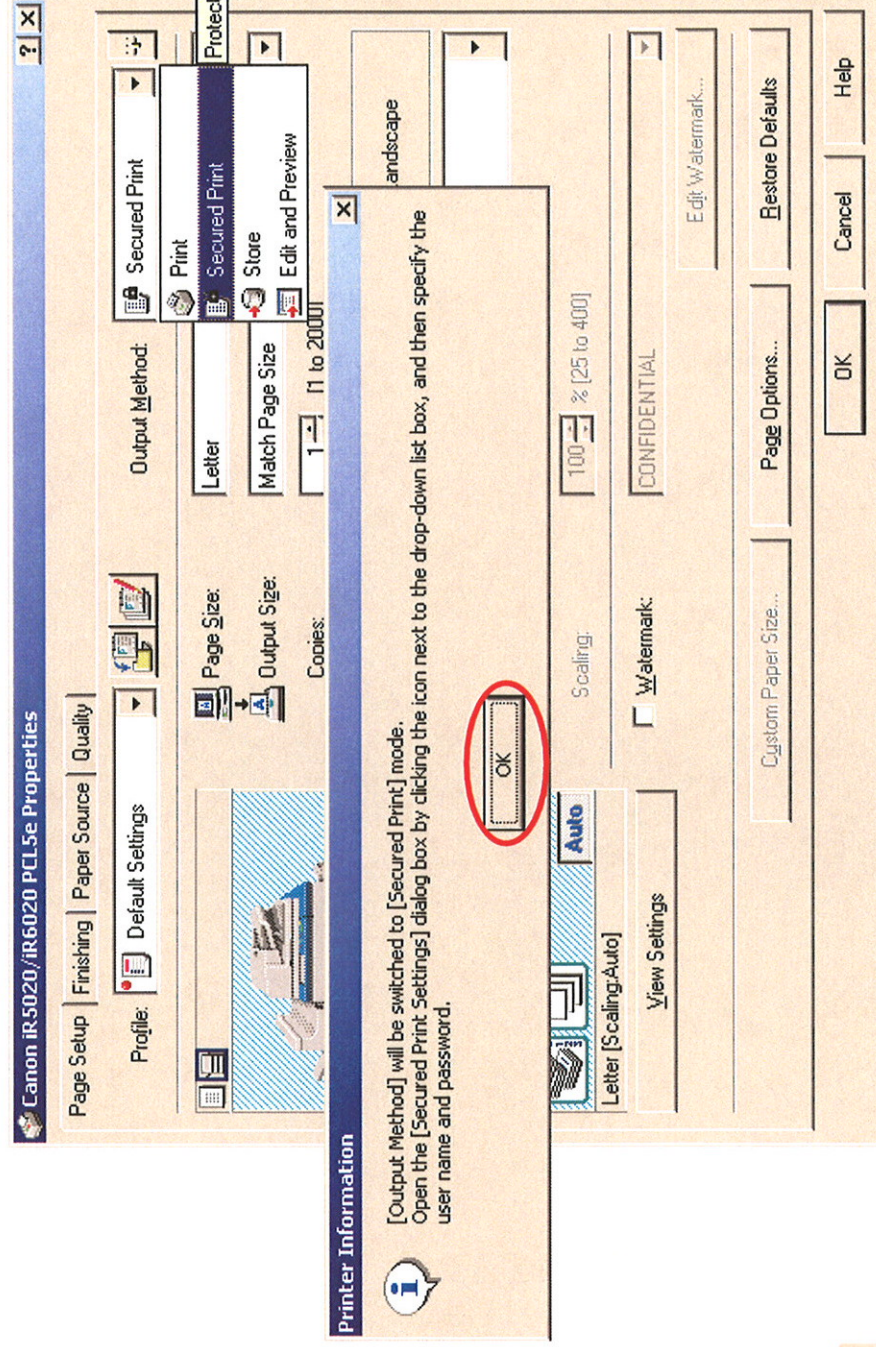 Canon iR5020/iR6020 PCL5e Properties
? X
Page Setup Finishing Paper Source Quality
Profile: Default Settings
Output Method: Secured Print
Print
Secured Print
Store
Edit and Preview
Protect
Page Size: Letter
Output Size: Match Page Size
Copies: 1 [1 to 2000]
Landscape
Printer Information
X
[Output Method] will be switched to [Secured Print] mode.
Open the [Secured Print Settings] dialog box by clicking the icon next to the drop-down list box, and then specify the
user name and password.
OK
Auto
Scaling: 100 % [25 to 400]
Letter [Scaling:Auto]
Watermark: CONFIDENTIAL
View Settings
Edit Watermark...
Custom Paper Size...
Page Options...
Restore Defaults
OK
Cancel
Help